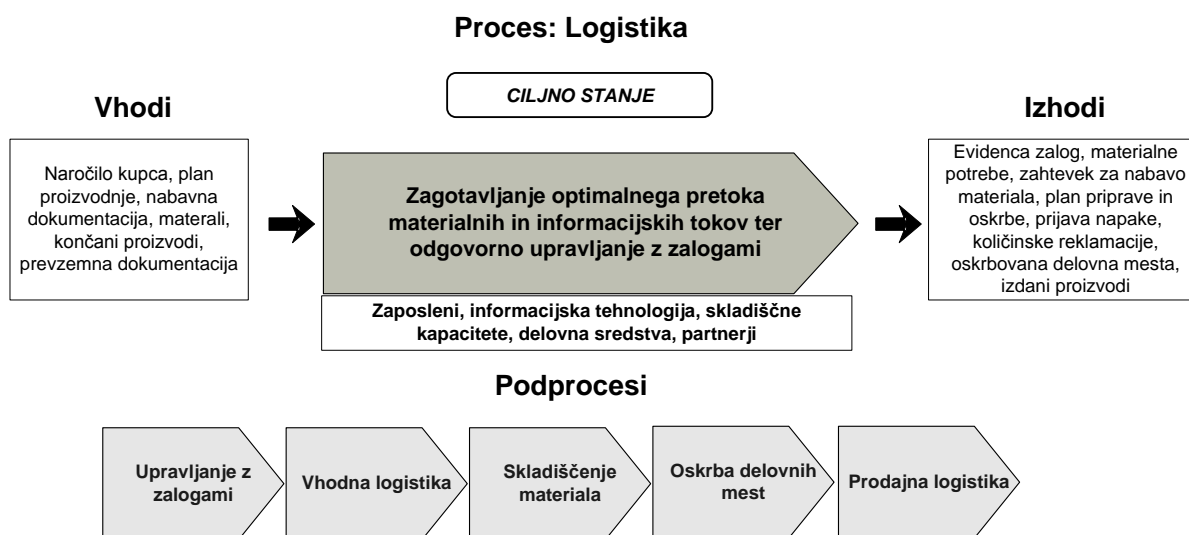 Proces: Logistika
CILJNO STANJE
Vhodi
Izhodi
Naročilo kupca, plan
proizvodnje, nabavna
dokumentacija, materali,
končani proizvodi,
prevzemna dokumentacija
Zagotavljanje optimalnega pretoka
materialnih in informacijskih tokov ter
odgovorno upravljanje z zalogami
Zaposleni, informacijska tehnologija, skladiščne
kapacitete, delovna sredstva, partnerji
Evidenca zalog, materialne
potrebe, zahtevek za nabavo
materiala, plan priprave in
oskrbe, prijava napake,
količinske reklamacije,
oskrbovana delovna mesta,
izdani proizvodi
Podprocesi
Upravljanje z
zalogami
Vhodna logistika
Skladiščenje
materiala
Oskrba delovnih
mest
Prodajna logistika